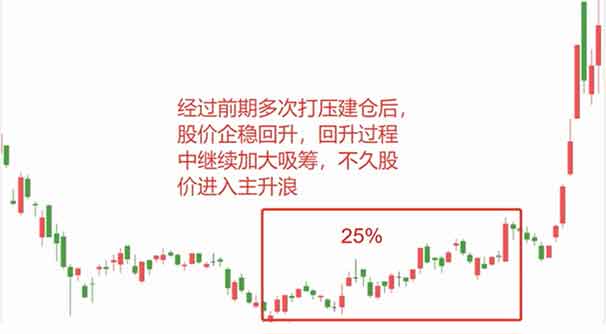 经过前期多次打压建仓后，
股价企稳回升，回升过程
中继续加大吸筹，不久股
价进入主升浪
25%